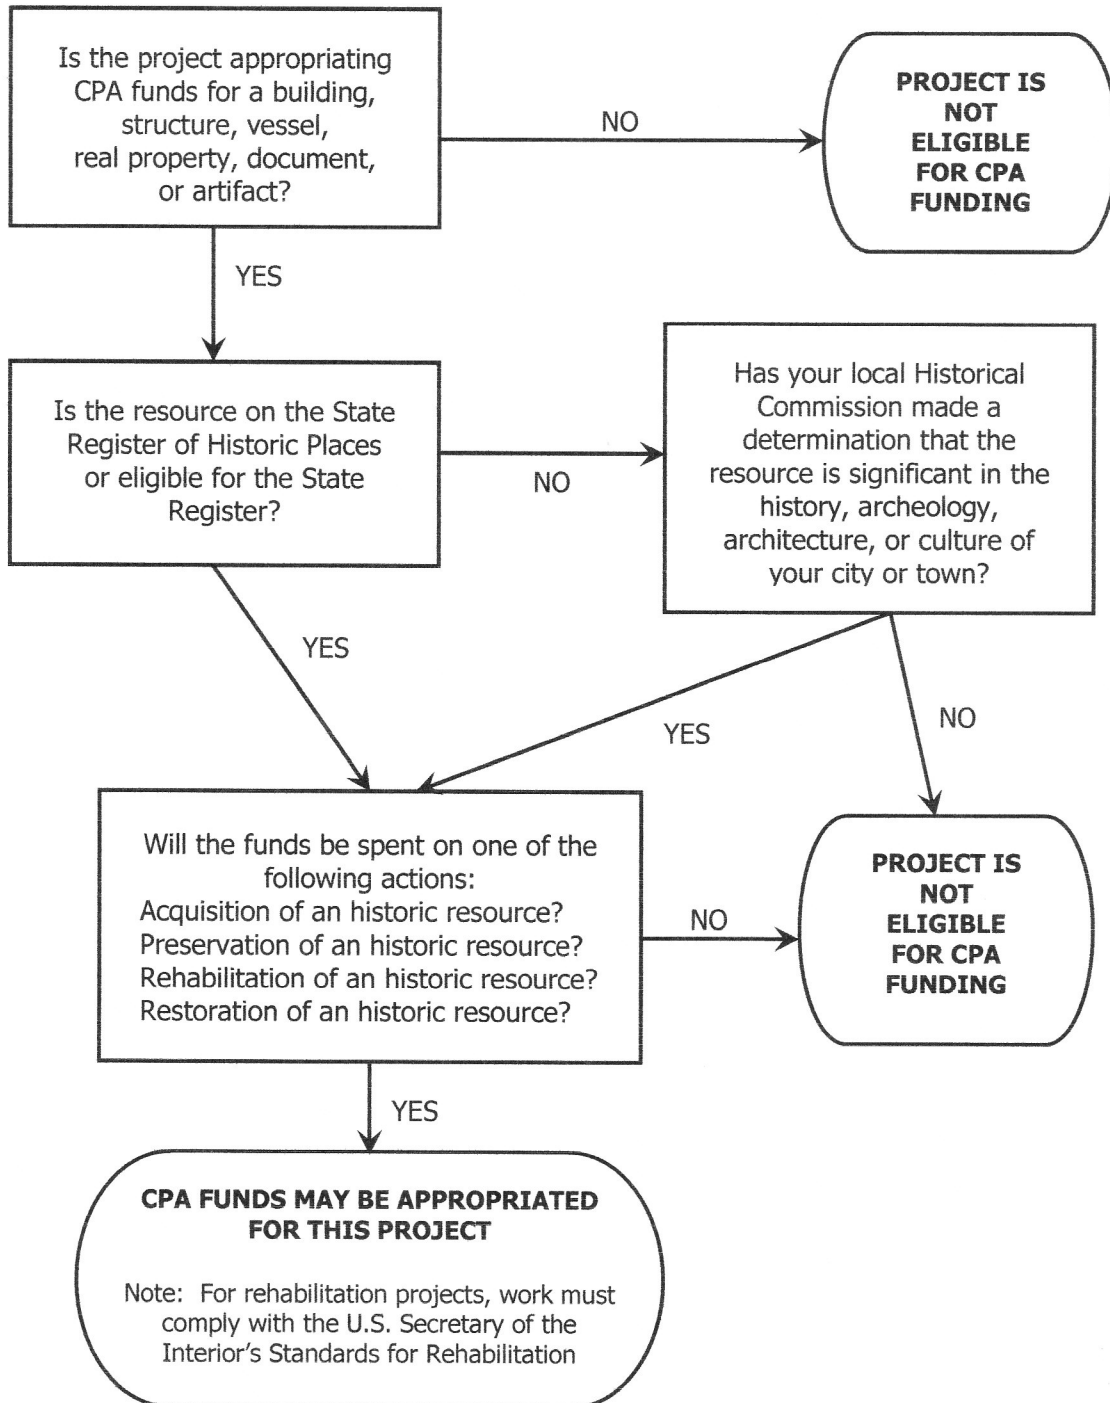 Is the project appropriating
CPA funds for a building,
structure, vessel,
real property, document,
or artifact?
NO
PROJECT IS
NOT
ELIGIBLE
FOR CPA
FUNDING
YES
Is the resource on the State
Register of Historic Places
or eligible for the State
Register?
NO
Has your local Historical
Commission made a
determination that the
resource is significant in the
history, archeology,
architecture, or culture of
your city or town?
YES
YES
NO
Will the funds be spent on one of the
following actions:
Acquisition of an historic resource?
Preservation of an historic resource?
Rehabilitation of an historic resource?
Restoration of an historic resource?
NO
PROJECT IS
NOT
ELIGIBLE
FOR CPA
FUNDING
YES
CPA FUNDS MAY BE APPROPRIATED
FOR THIS PROJECT
Note: For rehabilitation projects, work must
comply with the U.S. Secretary of the
Interior's Standards for Rehabilitation